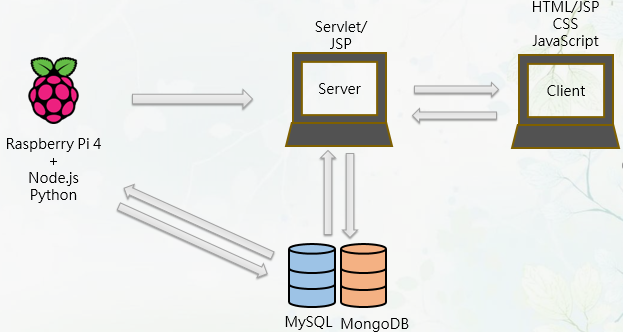 Servlet/
JSP
HTML/JSP
CSS
JavaScript
Server
Client
Raspberry Pi 4
+
Node.js
Python
MySQL
MongoDB